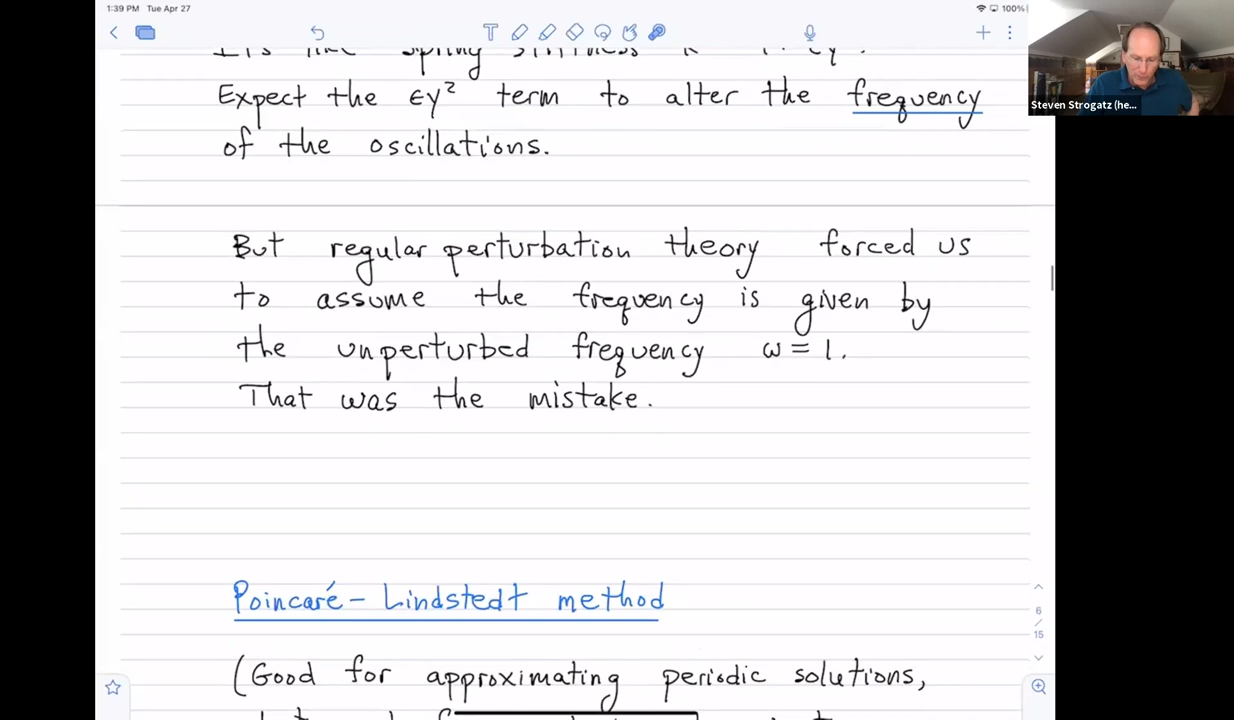 1:39 PM Tue Apr 27
100%
Steven Strogatz (he...
Expect the ϵy² term to alter the frequency
of the oscillations.
But regular perturbation theory forced us
to assume the frequency is given by
the unperturbed frequency ω = 1.
That was the mistake.
Poincaré - Lindstedt method
6
/
15
(Good for approximating periodic solutions,